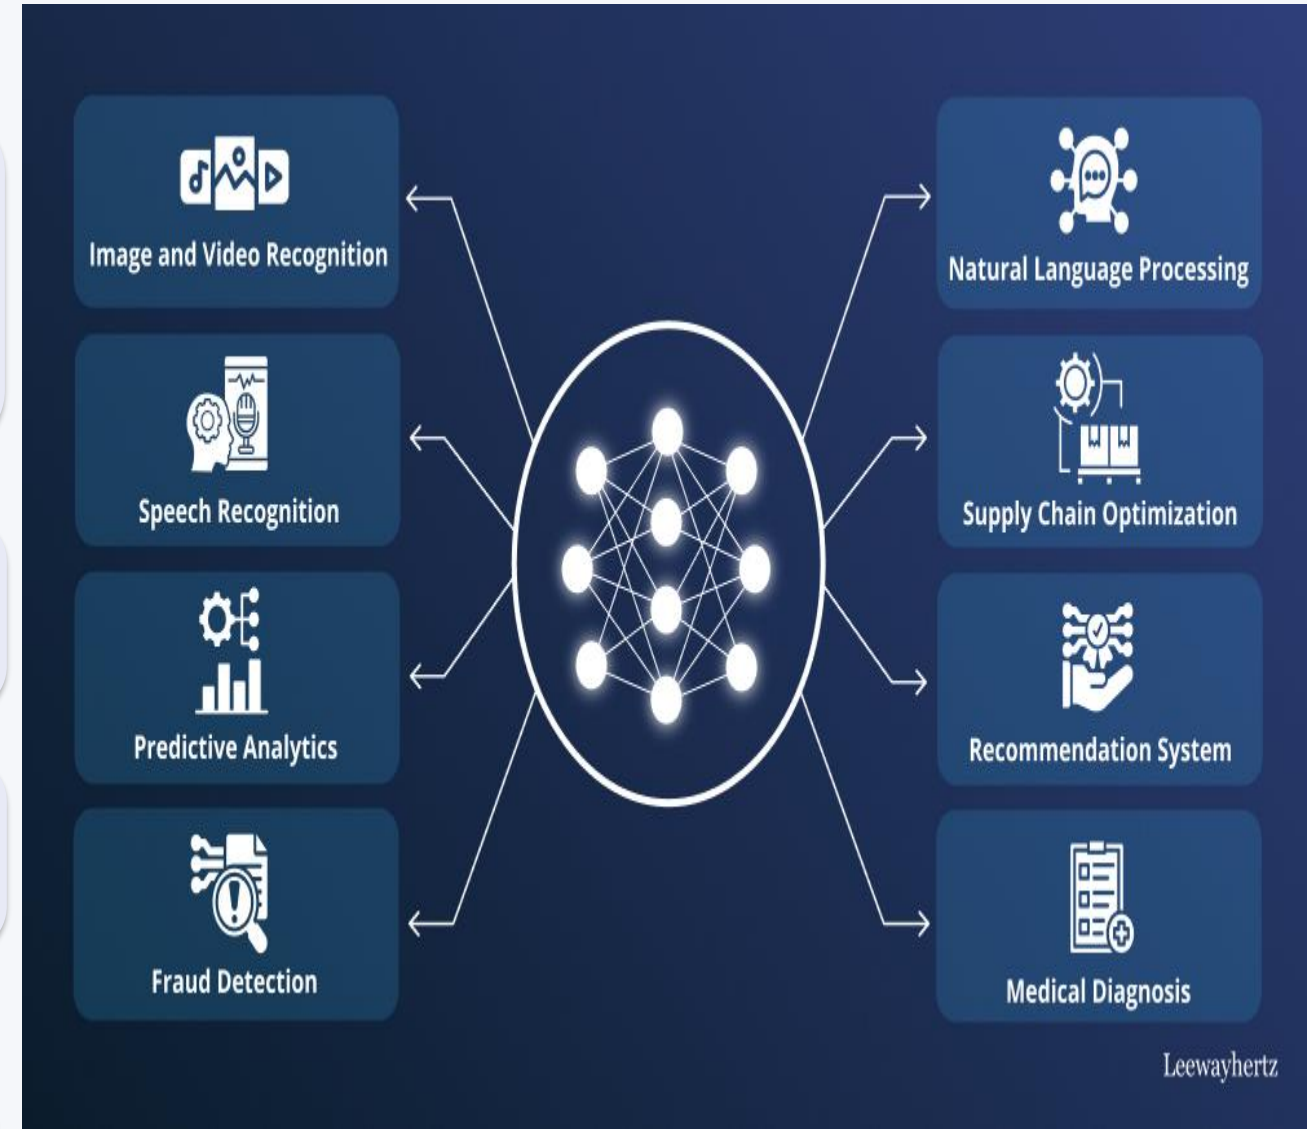 Image and Video Recognition
Speech Recognition
Predictive Analytics
Fraud Detection
Natural Language Processing
Supply Chain Optimization
Recommendation System
Medical Diagnosis
Leewayhertz